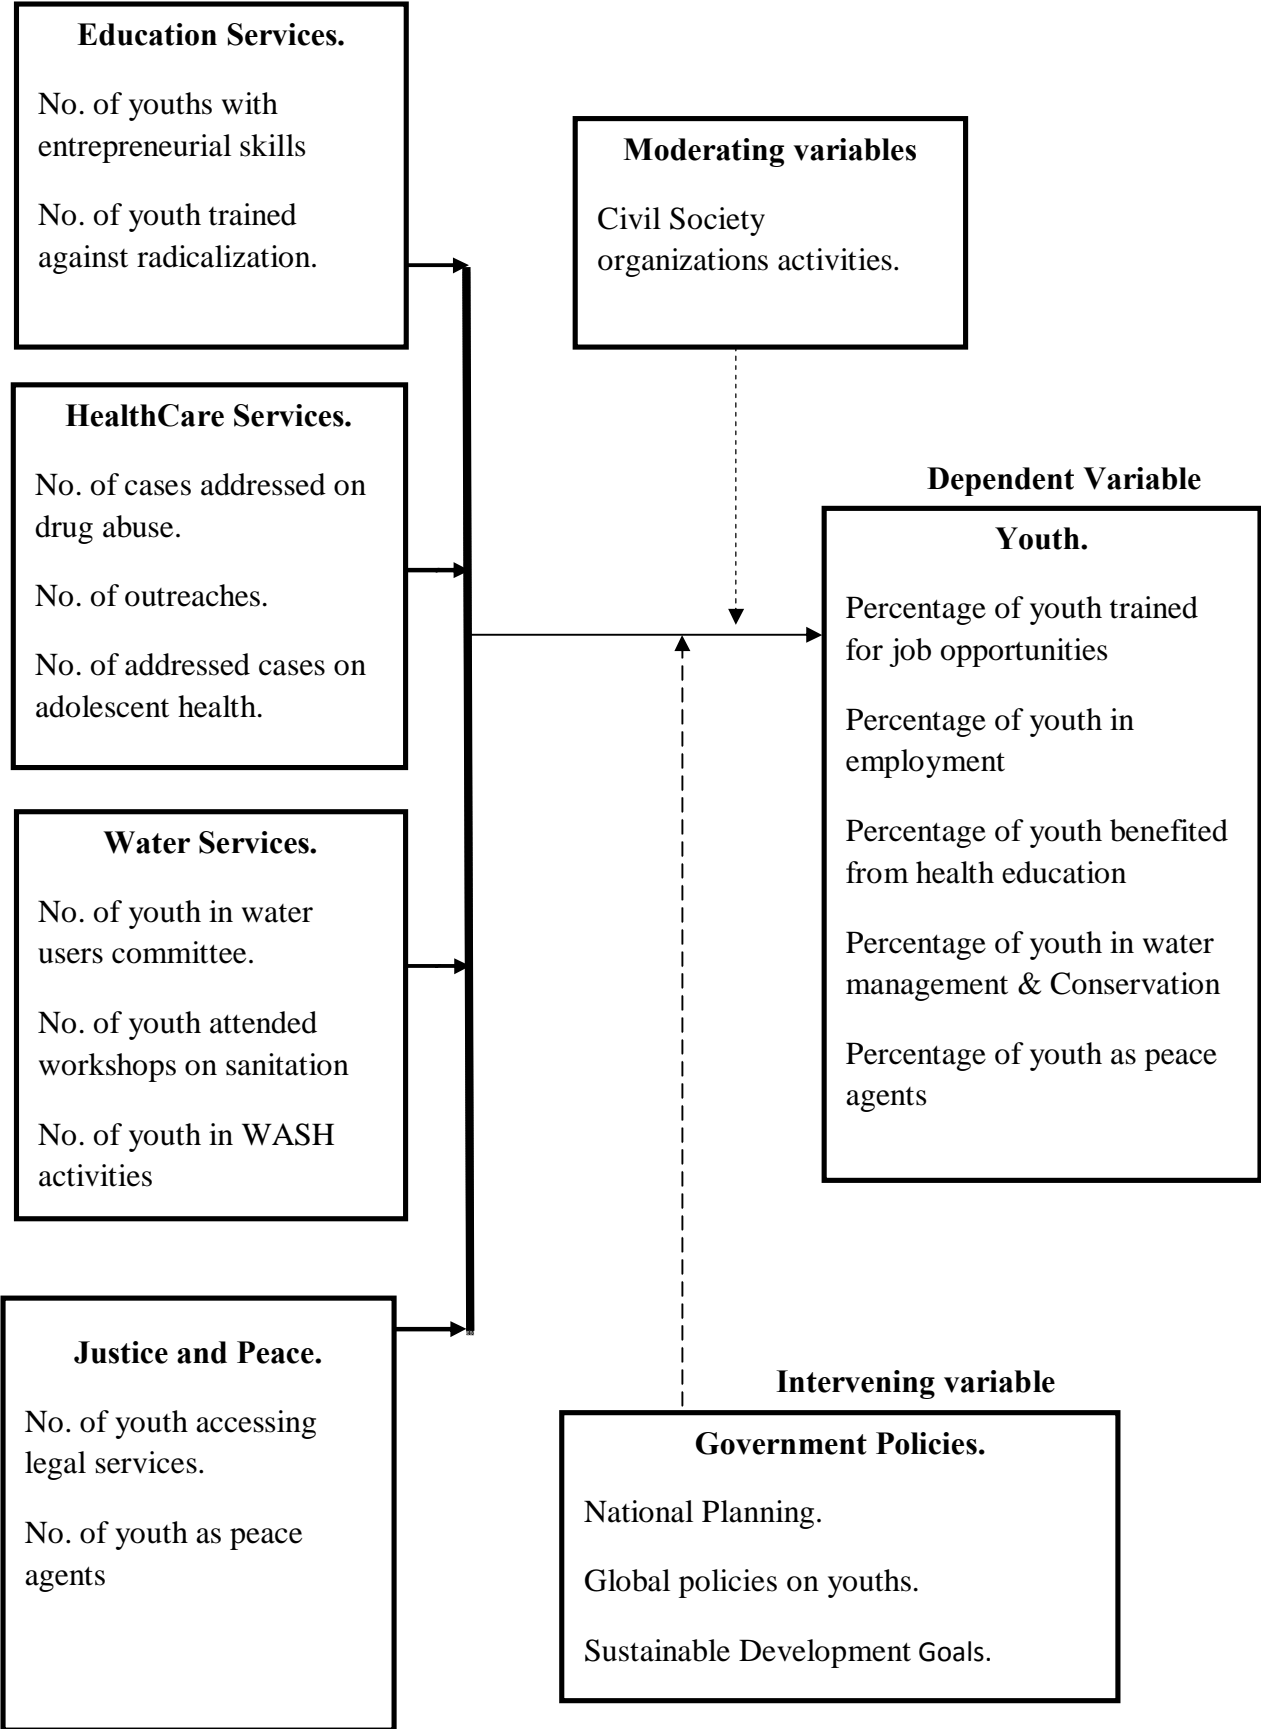 Education Services.
No. of youths with
entrepreneurial skills
No. of youth trained
against radicalization.
HealthCare Services.
No. of cases addressed on
drug abuse.
No. of outreaches.
No. of addressed cases on
adolescent health.
Water Services.
No. of youth in water
users committee.
No. of youth attended
workshops on sanitation
No. of youth in WASH
activities
Justice and Peace.
No. of youth accessing
legal services.
No. of youth as peace
agents
Moderating variables
Civil Society
organizations activities.
Dependent Variable
Youth.
Percentage of youth trained
for job opportunities
Percentage of youth in
employment
Percentage of youth benefited
from health education
Percentage of youth in water
management & Conservation
Percentage of youth as peace
agents
Intervening variable
Government Policies.
National Planning.
Global policies on youths.
Sustainable Development Goals.